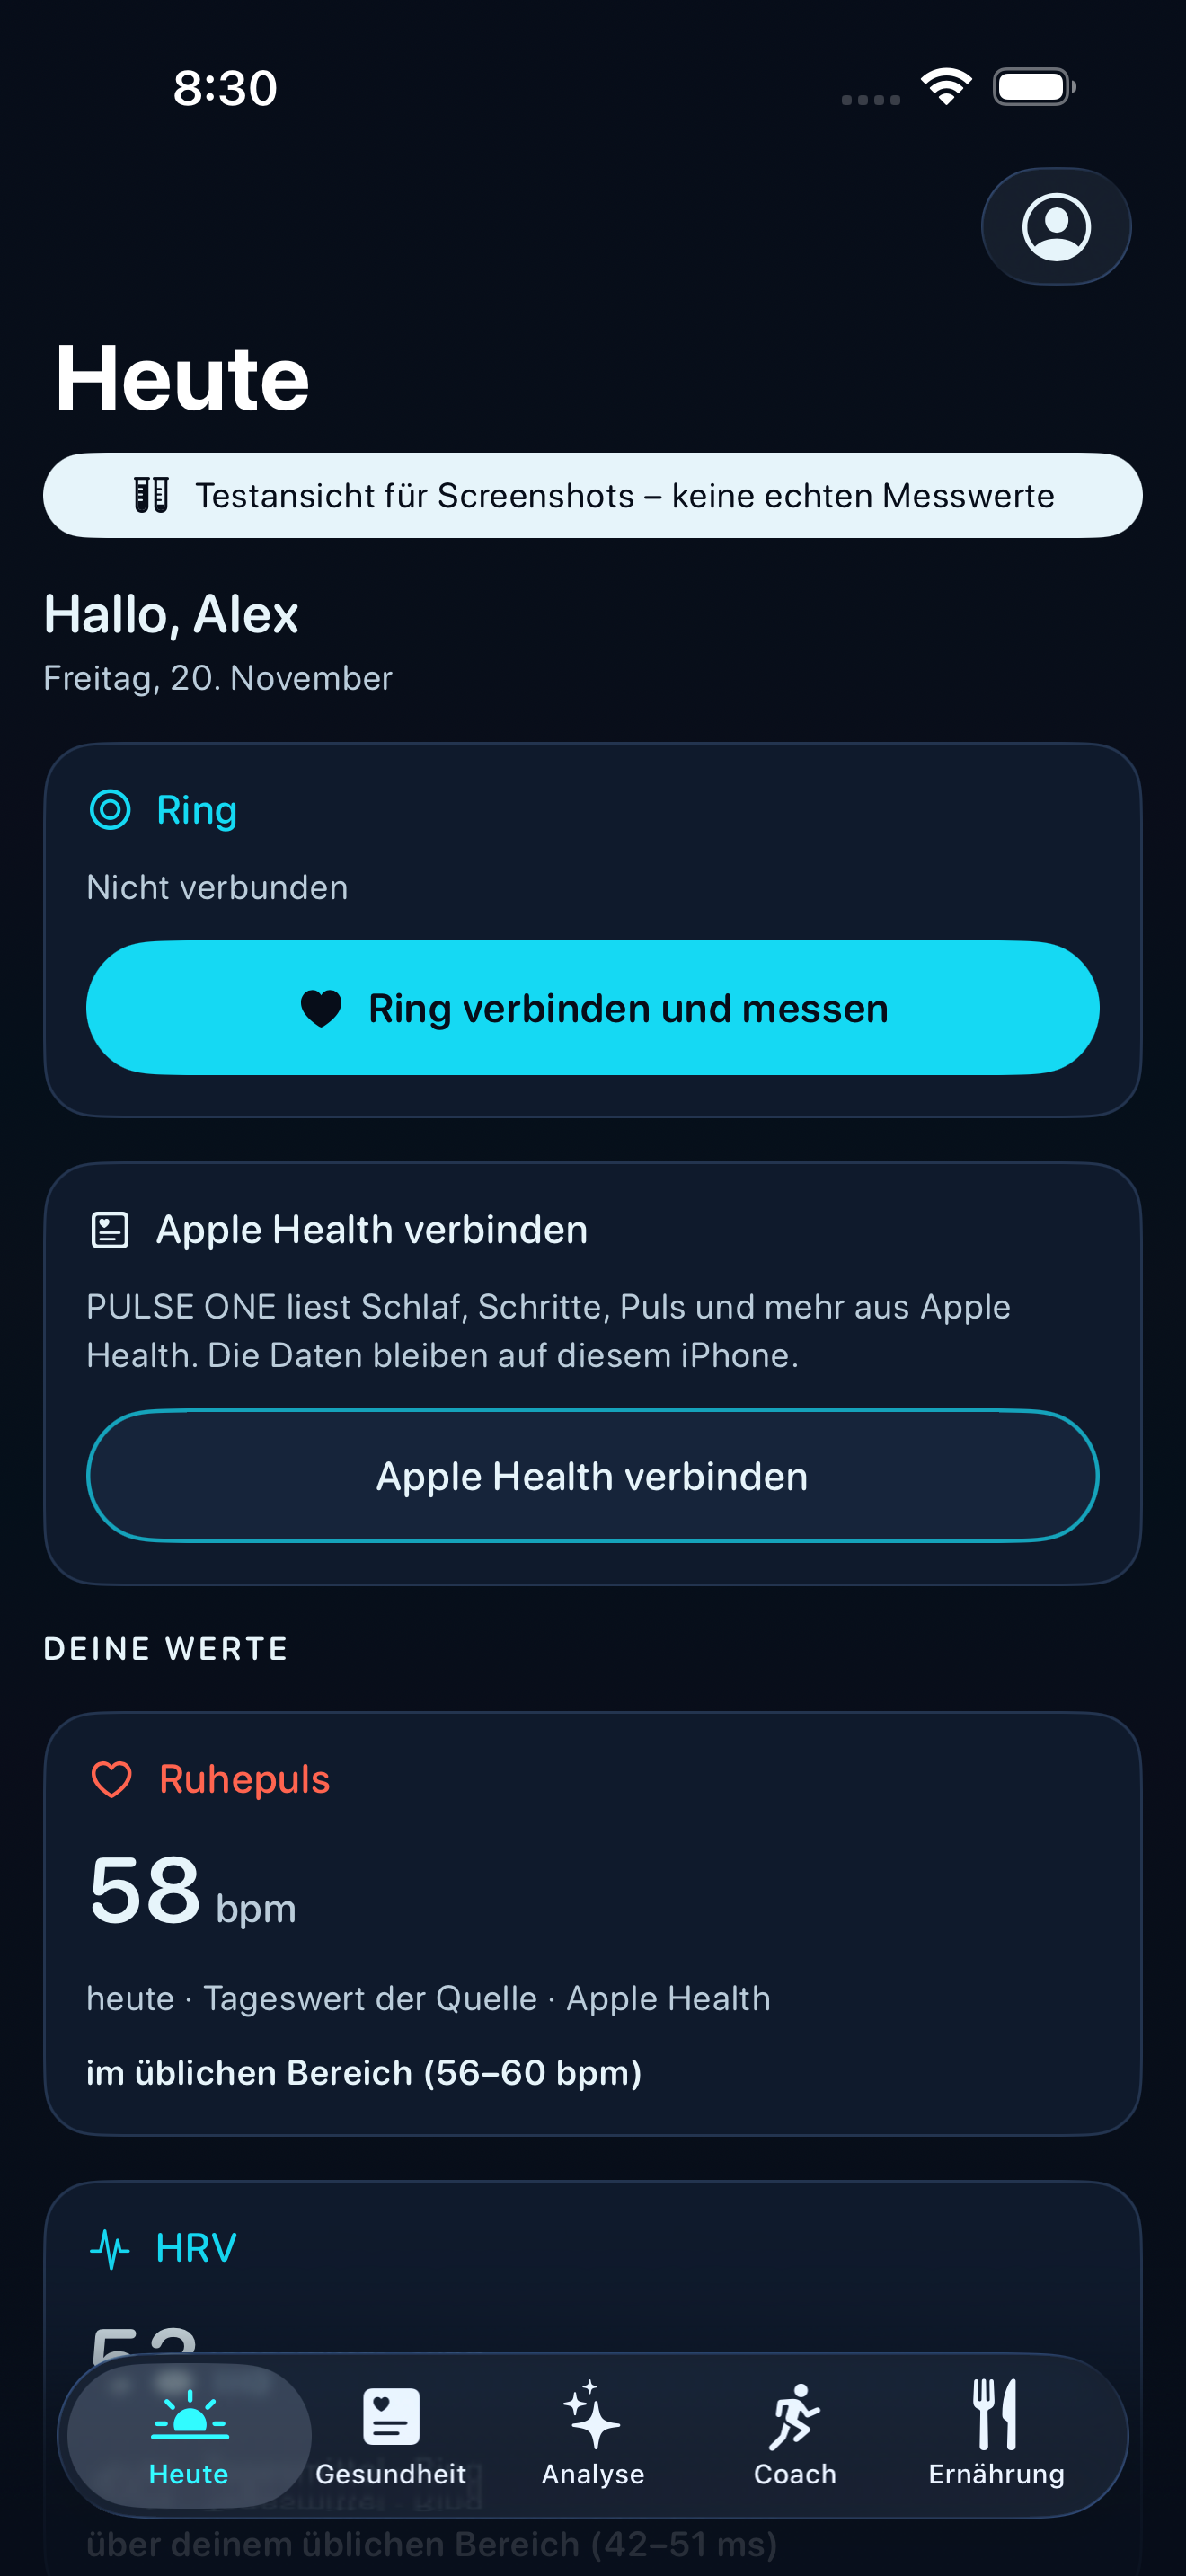 8:30
Heute
Testansicht für Screenshots – keine echten Messwerte
Hallo, Alex
Freitag, 20. November
Ring
Nicht verbunden
Ring verbinden und messen
Apple Health verbinden
PULSE ONE liest Schlaf, Schritte, Puls und mehr aus Apple
Health. Die Daten bleiben auf diesem iPhone.
Apple Health verbinden
DEINE WERTE
Ruhepuls
58 bpm
heute · Tageswert der Quelle · Apple Health
im üblichen Bereich (56–60 bpm)
HRV
Heute
Gesundheit
Analyse
Coach
Ernährung
über deinem üblichen Bereich (42–51 ms)